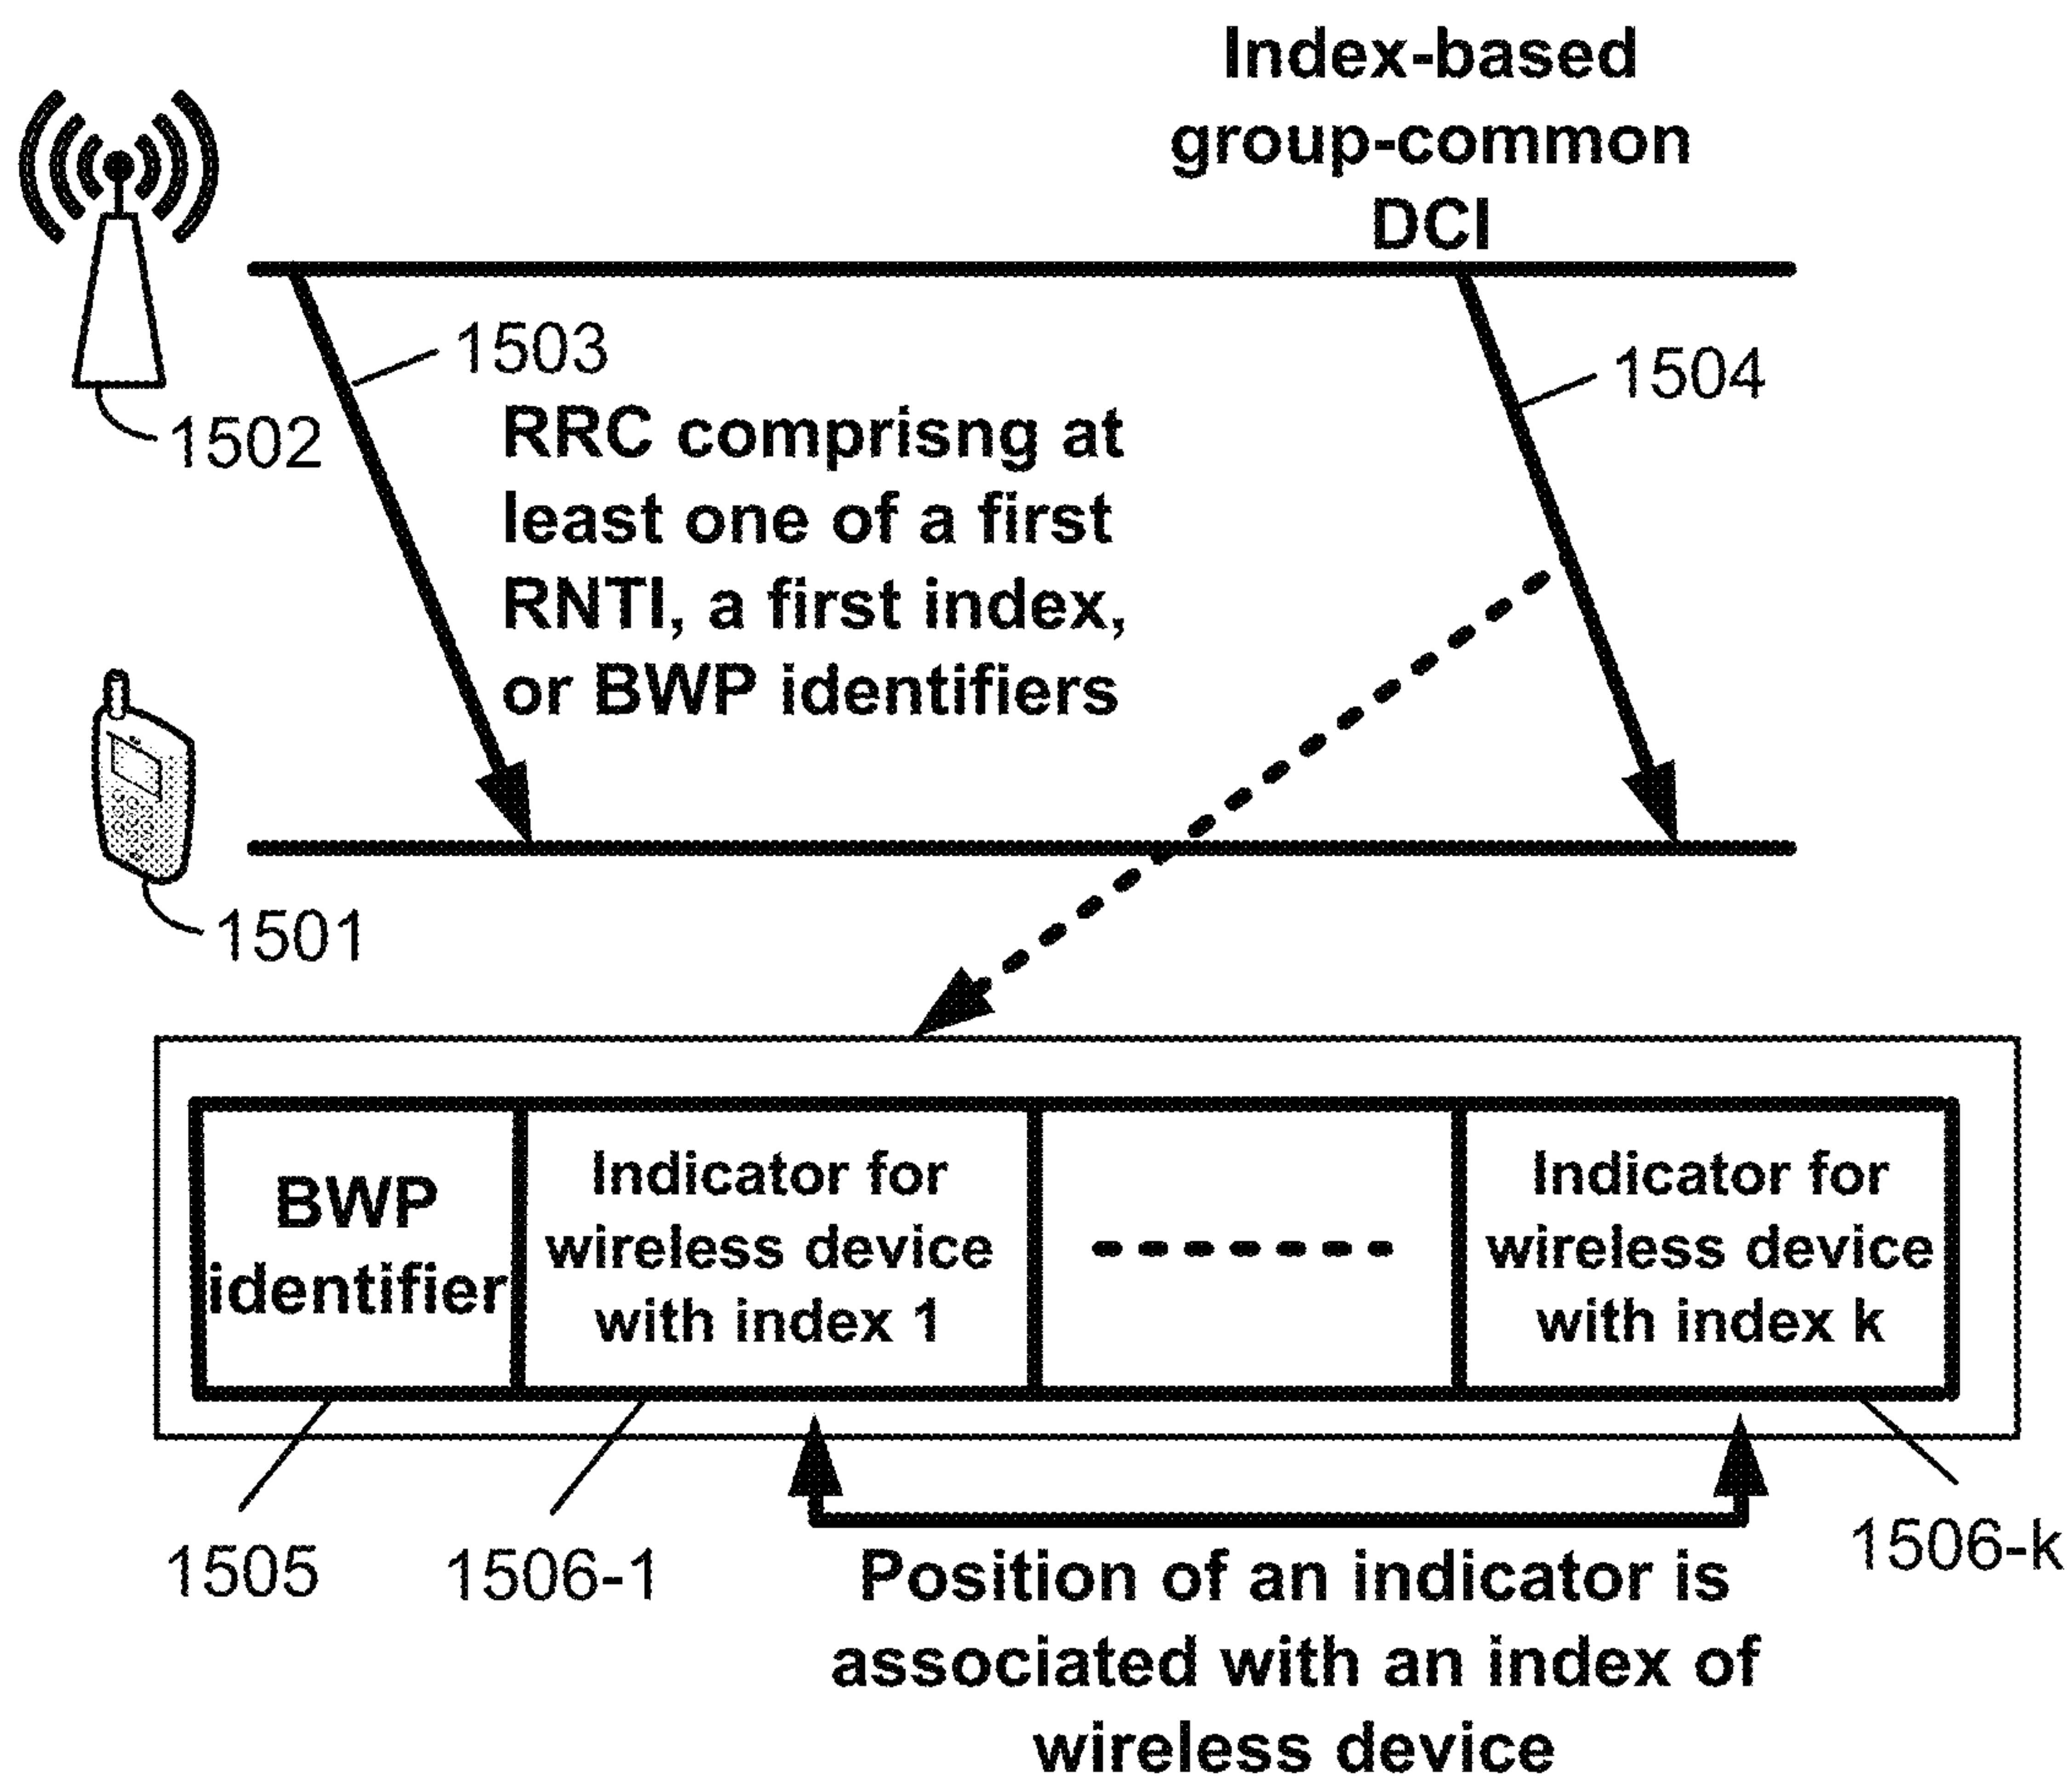 Index-based
group-common
DCI
1503
1504
1502
RRC comprisng at
least one of a first
RNTI, a first index,
or BWP identifiers
1501
BWP
identifier
Indicator for
wireless device
with index 1
Indicator for
wireless device
with index k
1505
1506-1
1506-k
Position of an indicator is
associated with an index of
wireless device